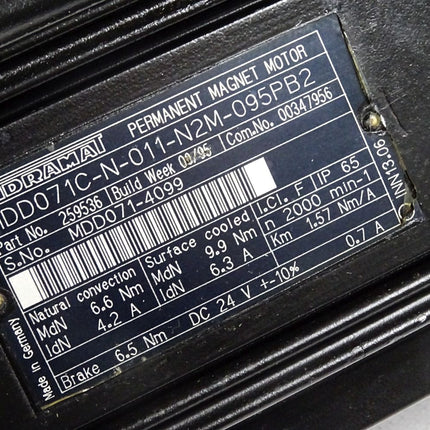 INDRAMAT PERMANENT MAGNET MOTOR
MDD071C-N-011-N2M-095PB2
Part No. 259536 Build Week 09/95 Com.No. 00347956
S.No. MDD071-4099
I.Cl. F IP 65
Natural convection Surface cooled n 2000 min-1
MdN 6.6 Nm MdN 9.9 Nm Km 1.57 Nm/A
IdN 4.2 A IdN 6.3 A
Brake 6.5 Nm DC 24 V +-10% 0.7 A
Made in Germany